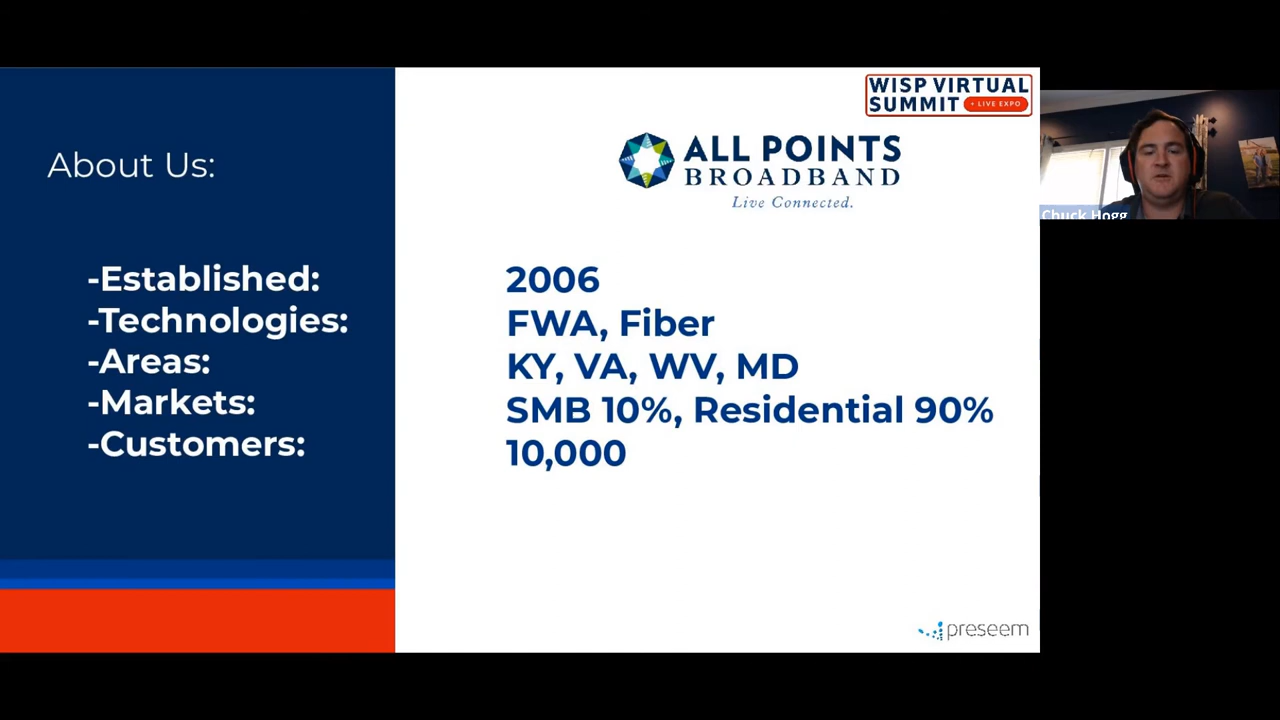 WISP VIRTUAL
SUMMIT + LIVE EXPO
About Us:
ALL POINTS
BROADBAND
Live Connected.
-Established:
-Technologies:
-Areas:
-Markets:
-Customers:
2006
FWA, Fiber
KY, VA, WV, MD
SMB 10%, Residential 90%
10,000
preseem
Chuck Hogg